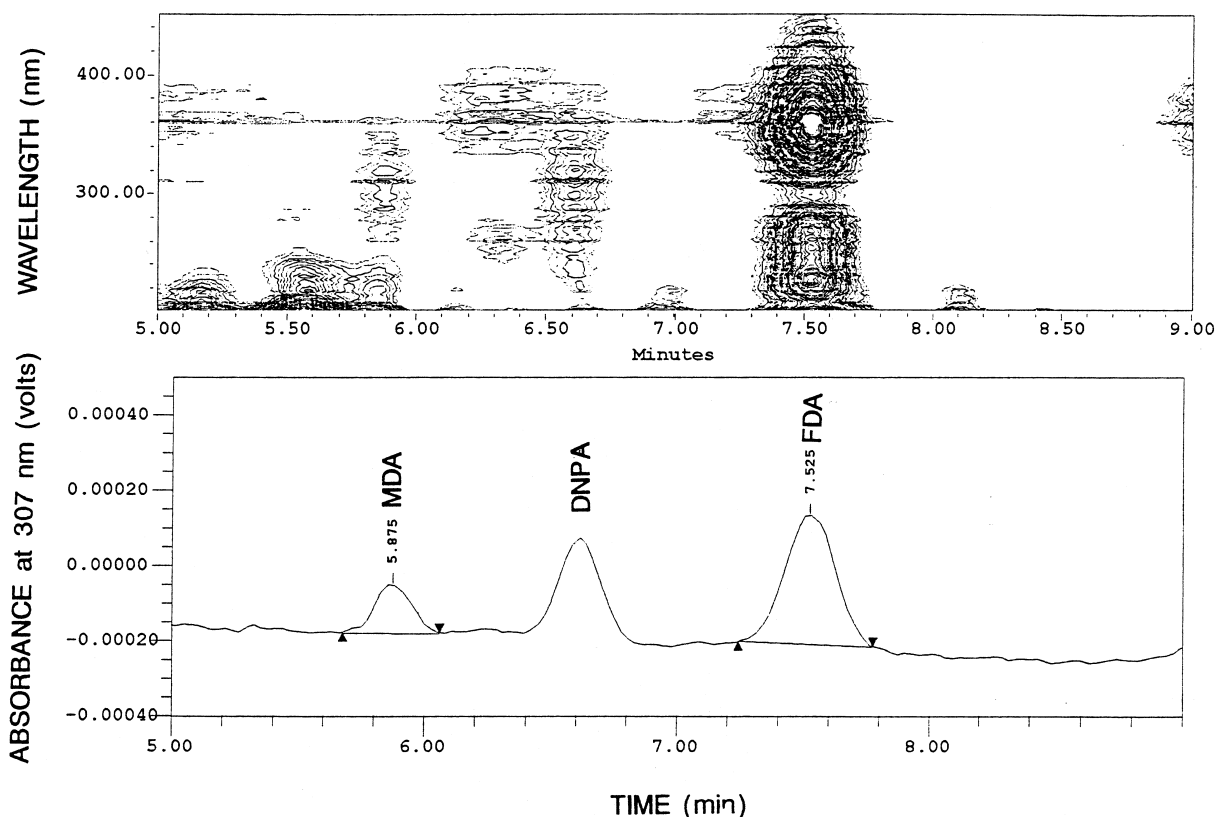 WAVELENGTH (nm)
400.00
300.00
5.00 5.50 6.00 6.50 7.00 7.50 8.00 8.50 9.00
Minutes
ABSORBANCE at 307 nm (volts)
0.00040
0.00020
0.00000
-0.00020
-0.00040
5.875 MDA
DNPA
7.525 FDA
5.00 6.00 7.00 8.00
TIME (min)